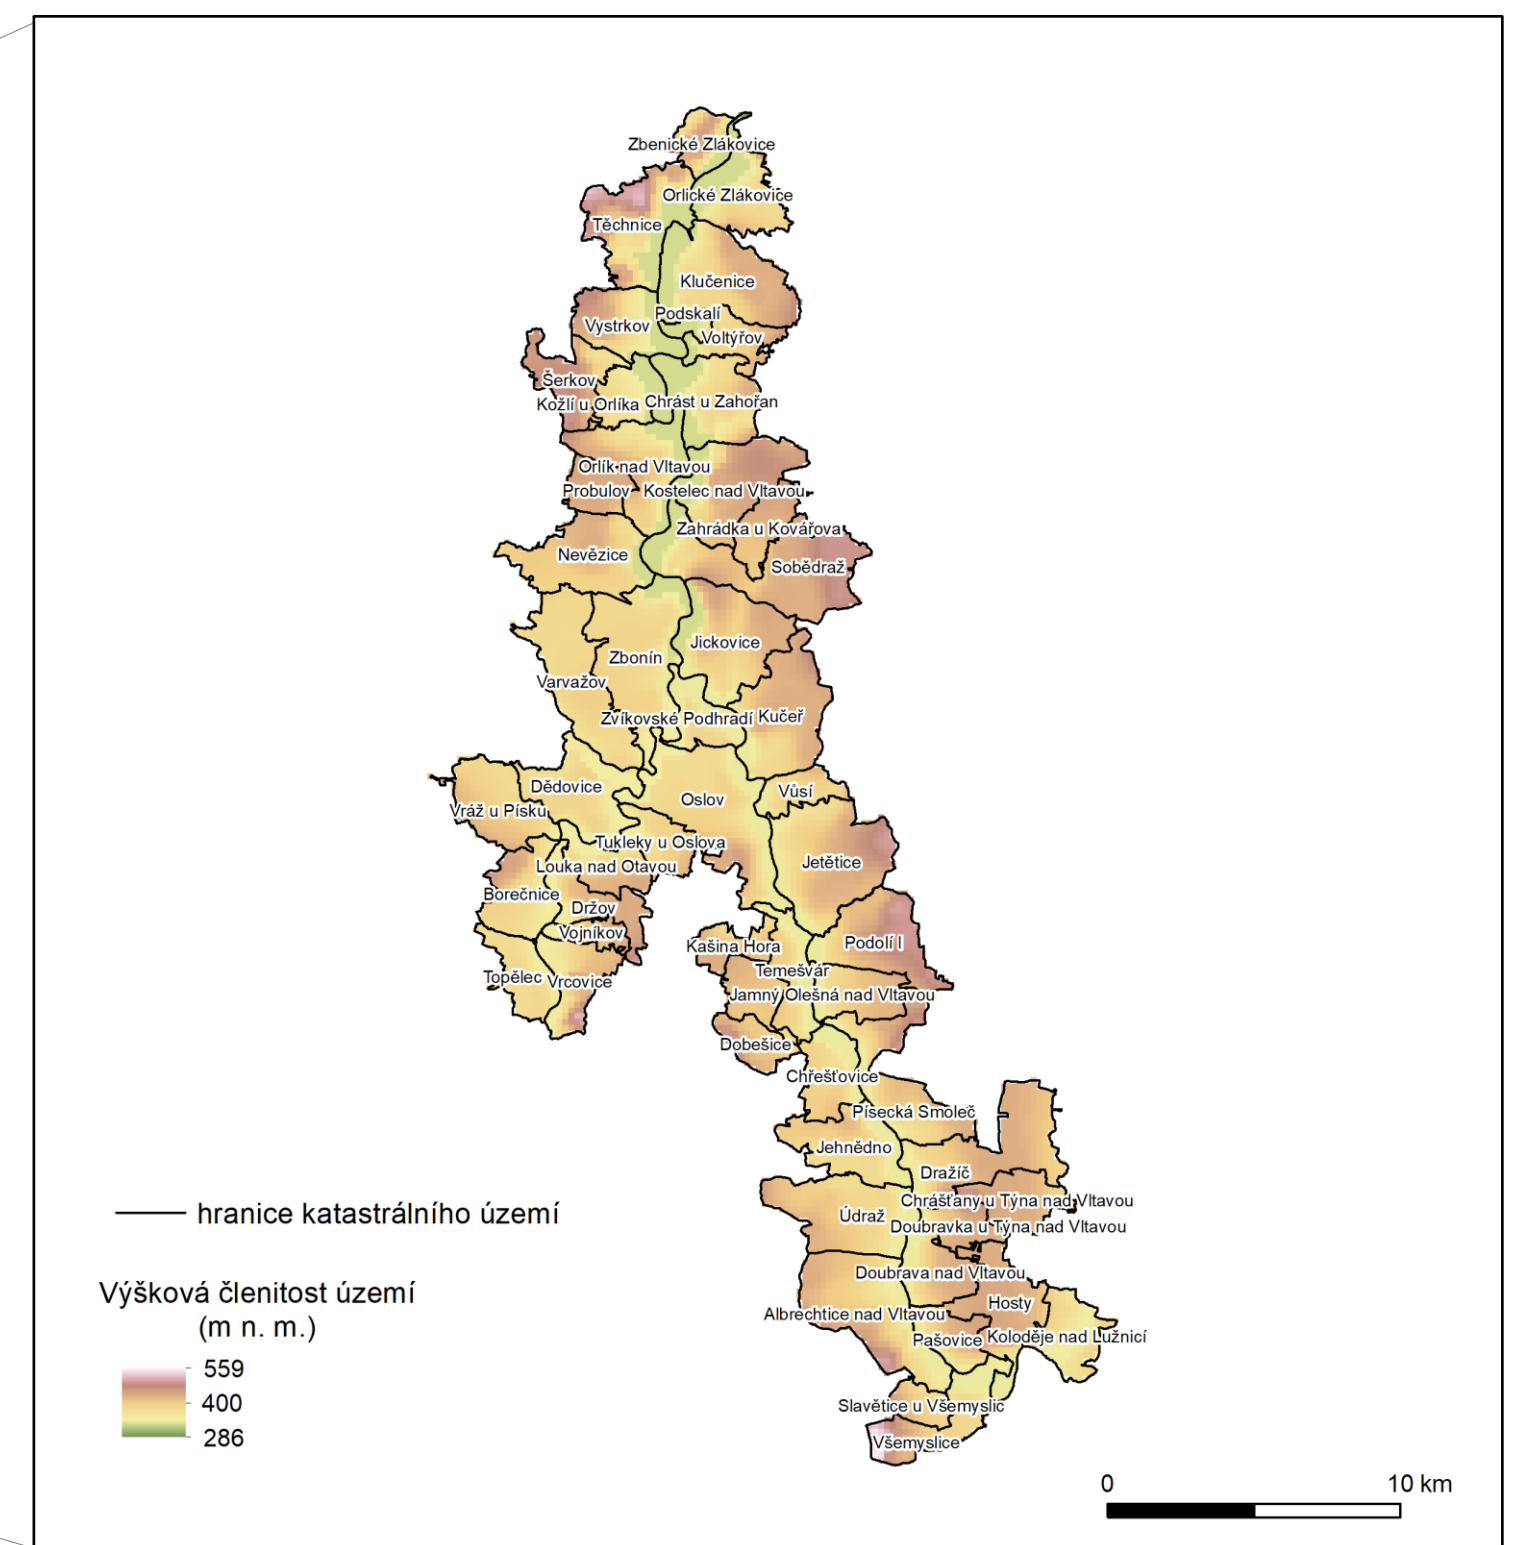 Zbenické Zlákovice
Orlické Zlákovice
Těchnice
Klučenice
Podskalí
Vystrkov
Voltýřov
Šerkov
Kožlí u Orlíka
Chrást u Zahořan
Orlík nad Vltavou
Probulov
Kostelec nad Vltavou
Zahrádka u Kovářova
Nevězice
Sobědraž
Jickovice
Zbonín
Varvažov
Zvíkovské Podhradí
Kučeř
Dědovice
Vůsí
Oslov
Vráž u Písku
Tukleky u Oslova
Jetětice
Louka nad Otavou
Borečnice
Držov
Vojníkov
Podolí I
Kašina Hora
Temešvár
Topělec
Vrcovice
Jamný
Olešná nad Vltavou
Dobešice
Chřešťovice
Písecká Smoleč
Jehnědno
Dražíč
Chrášťany u Týna nad Vltavou
Údraž
Doubravka u Týna nad Vltavou
Doubrava nad Vltavou
Hosty
Albrechtice nad Vltavou
Pašovice
Koloděje nad Lužnicí
Slavětice u Všemyslic
Všemyslice
hranice katastrálního území
Výšková členitost území
(m n. m.)
559
400
286
0
10 km